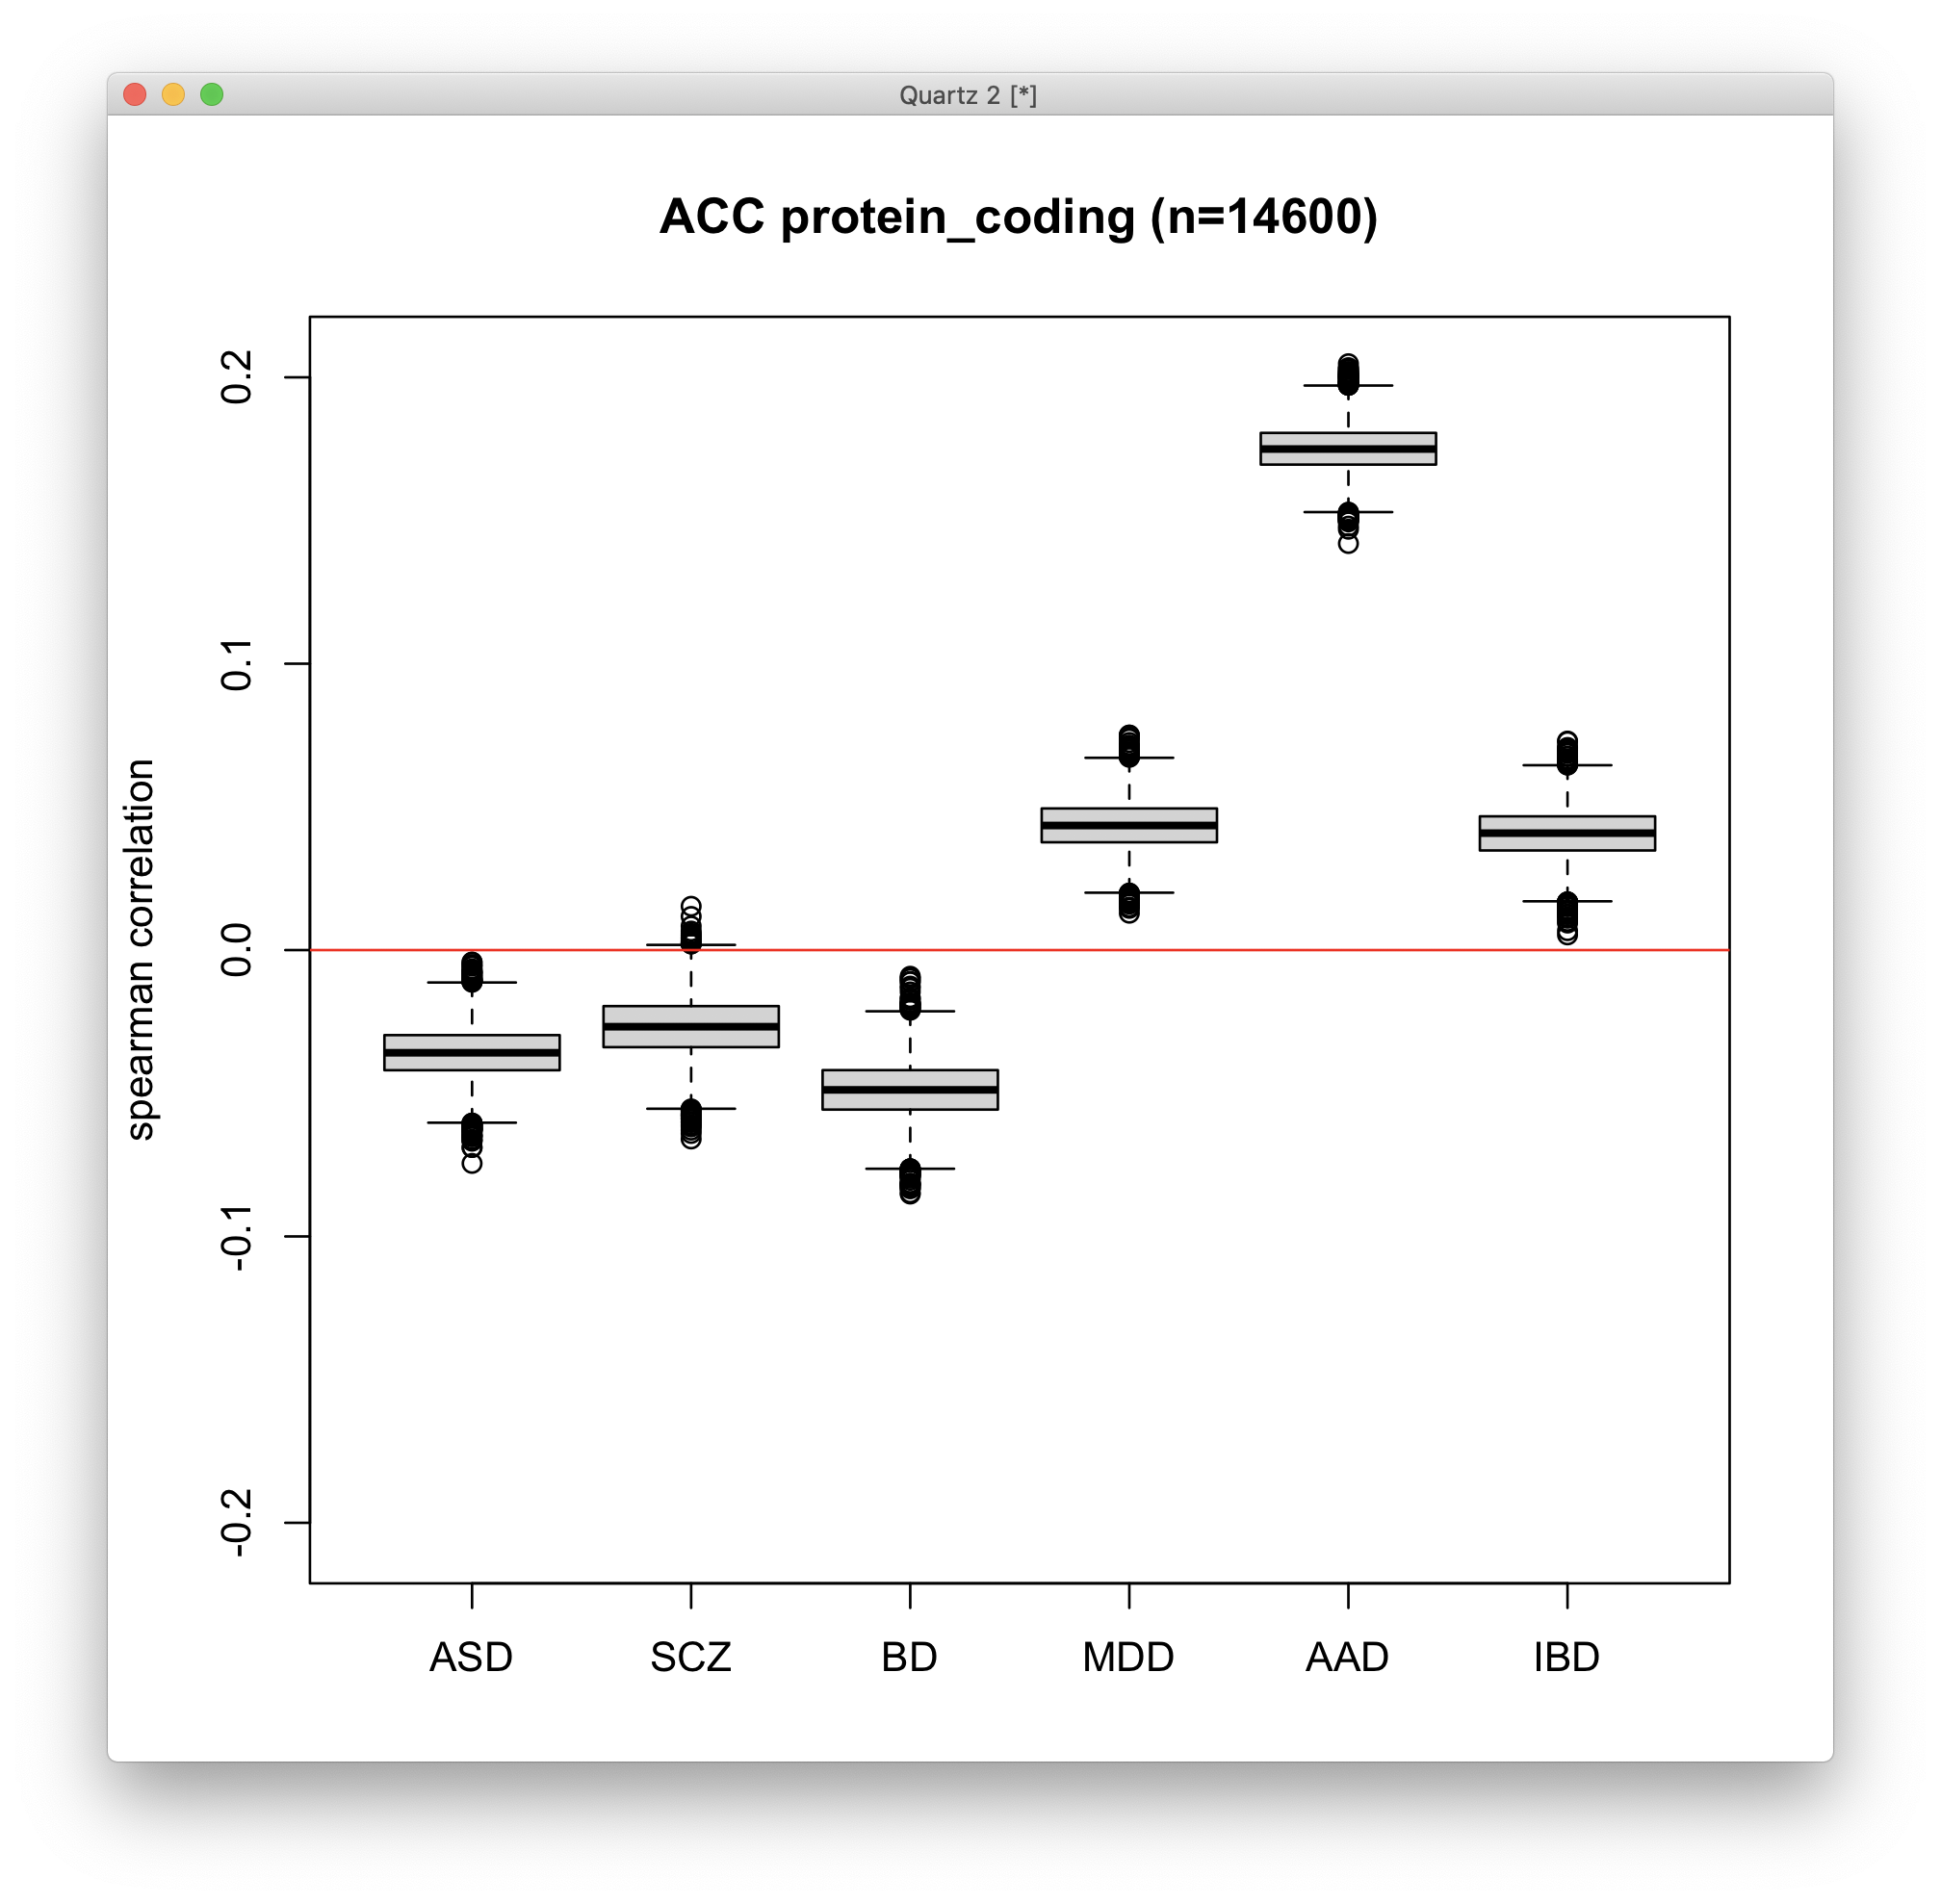 Quartz 2 [*]
ACC protein_coding (n=14600)
spearman correlation
0.2
0.1
0.0
-0.1
-0.2
ASD SCZ BD MDD AAD IBD